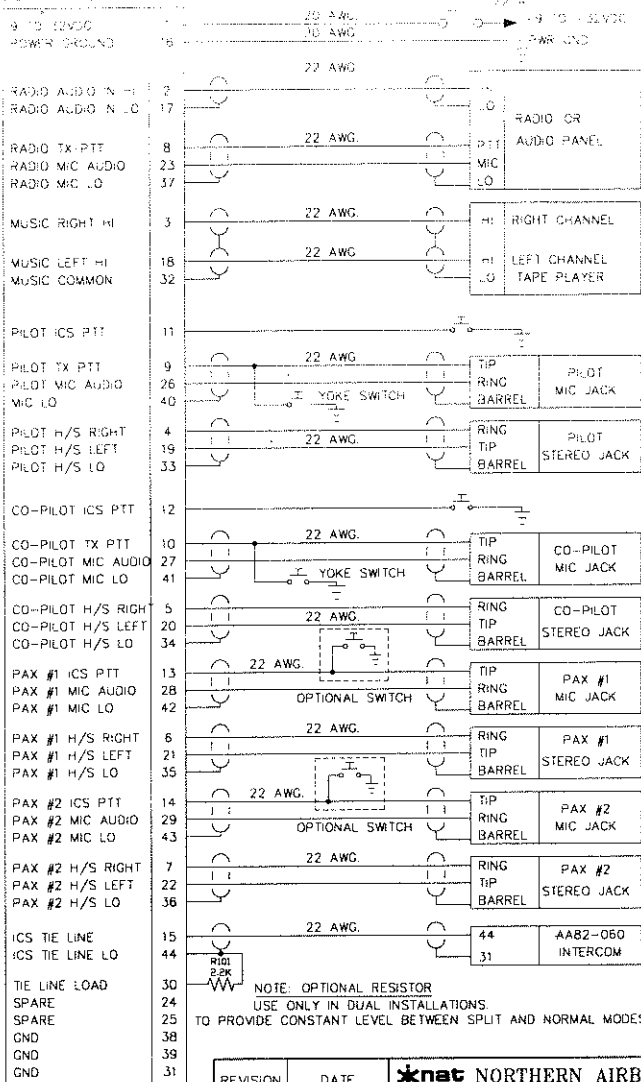 20 AWG.
9 TO 32VDC
20 AWG.
POWER GROUND 16
PWR GND
22 AWG
RADIO AUDIO IN HI 2
RADIO AUDIO IN LO 17 LO
RADIO OR
AUDIO PANEL
RADIO TX-PTT 8 22 AWG. PTT
RADIO MIC AUDIO 23 MIC
RADIO MIC LO 37 LO
MUSIC RIGHT HI 3 22 AWG. HI RIGHT CHANNEL
MUSIC LEFT HI 18 22 AWG HI LEFT CHANNEL
MUSIC COMMON 32 LO TAPE PLAYER
PILOT ICS PTT 11
PILOT TX PTT 9 22 AWG TIP
PILOT MIC AUDIO 26 RING
MIC LO 40 YOKE SWITCH BARREL
PILOT
MIC JACK
PILOT H/S RIGHT 4 RING
PILOT H/S LEFT 19 22 AWG. TIP
PILOT H/S LO 33 BARREL
PILOT
STEREO JACK
CO-PILOT ICS PTT 12
CO-PILOT TX PTT 10 22 AWG. TIP
CO-PILOT MIC AUDIO 27 RING
CO-PILOT MIC LO 41 YOKE SWITCH BARREL
CO-PILOT
MIC JACK
CO-PILOT H/S RIGH 5 RING
CO-PILOT H/S LEFT 20 22 AWG. TIP
CO-PILOT H/S LO 34 BARREL
CO-PILOT
STEREO JACK
PAX #1 ICS PTT 13 22 AWG. TIP
PAX #1 MIC AUDIO 28 RING
PAX #1 MIC LO 42 OPTIONAL SWITCH BARREL
PAX #1
MIC JACK
PAX #1 H/S RIGHT 6 22 AWG. RING
PAX #1 H/S LEFT 21 TIP
PAX #1 H/S LO 35 BARREL
PAX #1
STEREO JACK
PAX #2 ICS PTT 14 22 AWG. TIP
PAX #2 MIC AUDIO 29 RING
PAX #2 MIC LO 43 OPTIONAL SWITCH BARREL
PAX #2
MIC JACK
PAX #2 H/S RIGHT 7 22 AWG. RING
PAX #2 H/S LEFT 22 TIP
PAX #2 H/S LO 36 BARREL
PAX #2
STEREO JACK
ICS TIE LINE 15 22 AWG. 44 AA82-060
ICS TIE LINE LO 44 31 INTERCOM
R101
2.2K
TIE LINE LOAD 30 NOTE: OPTIONAL RESISTOR
SPARE 24 USE ONLY IN DUAL INSTALLATIONS.
SPARE 25 TO PROVIDE CONSTANT LEVEL BETWEEN SPLIT AND NORMAL MODES
GND 38
GND 39
GND 31
REVISION DATE nat NORTHERN AIRB